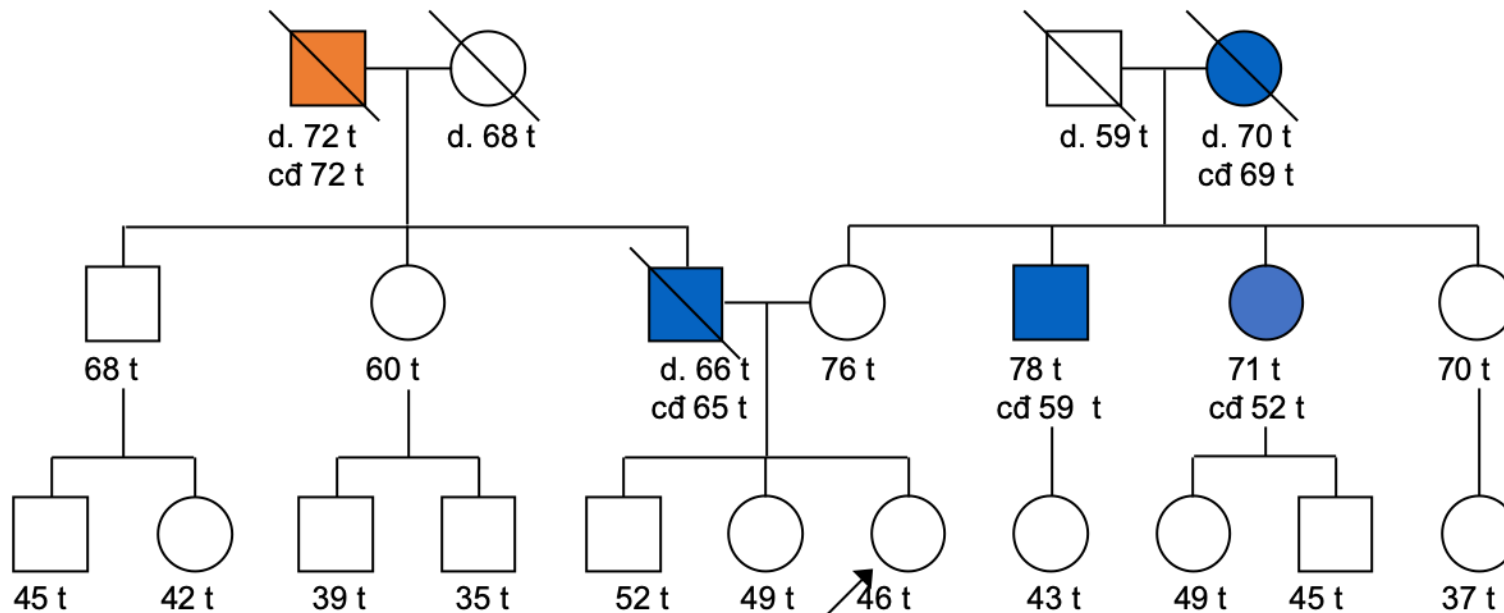 d. 72 t
cđ 72 t
d. 68 t
d. 59 t
d. 70 t
cđ 69 t
68 t
60 t
d. 66 t
cđ 65 t
76 t
78 t
cđ 59 t
71 t
cđ 52 t
70 t
45 t
42 t
39 t
35 t
52 t
49 t
46 t
43 t
49 t
45 t
37 t